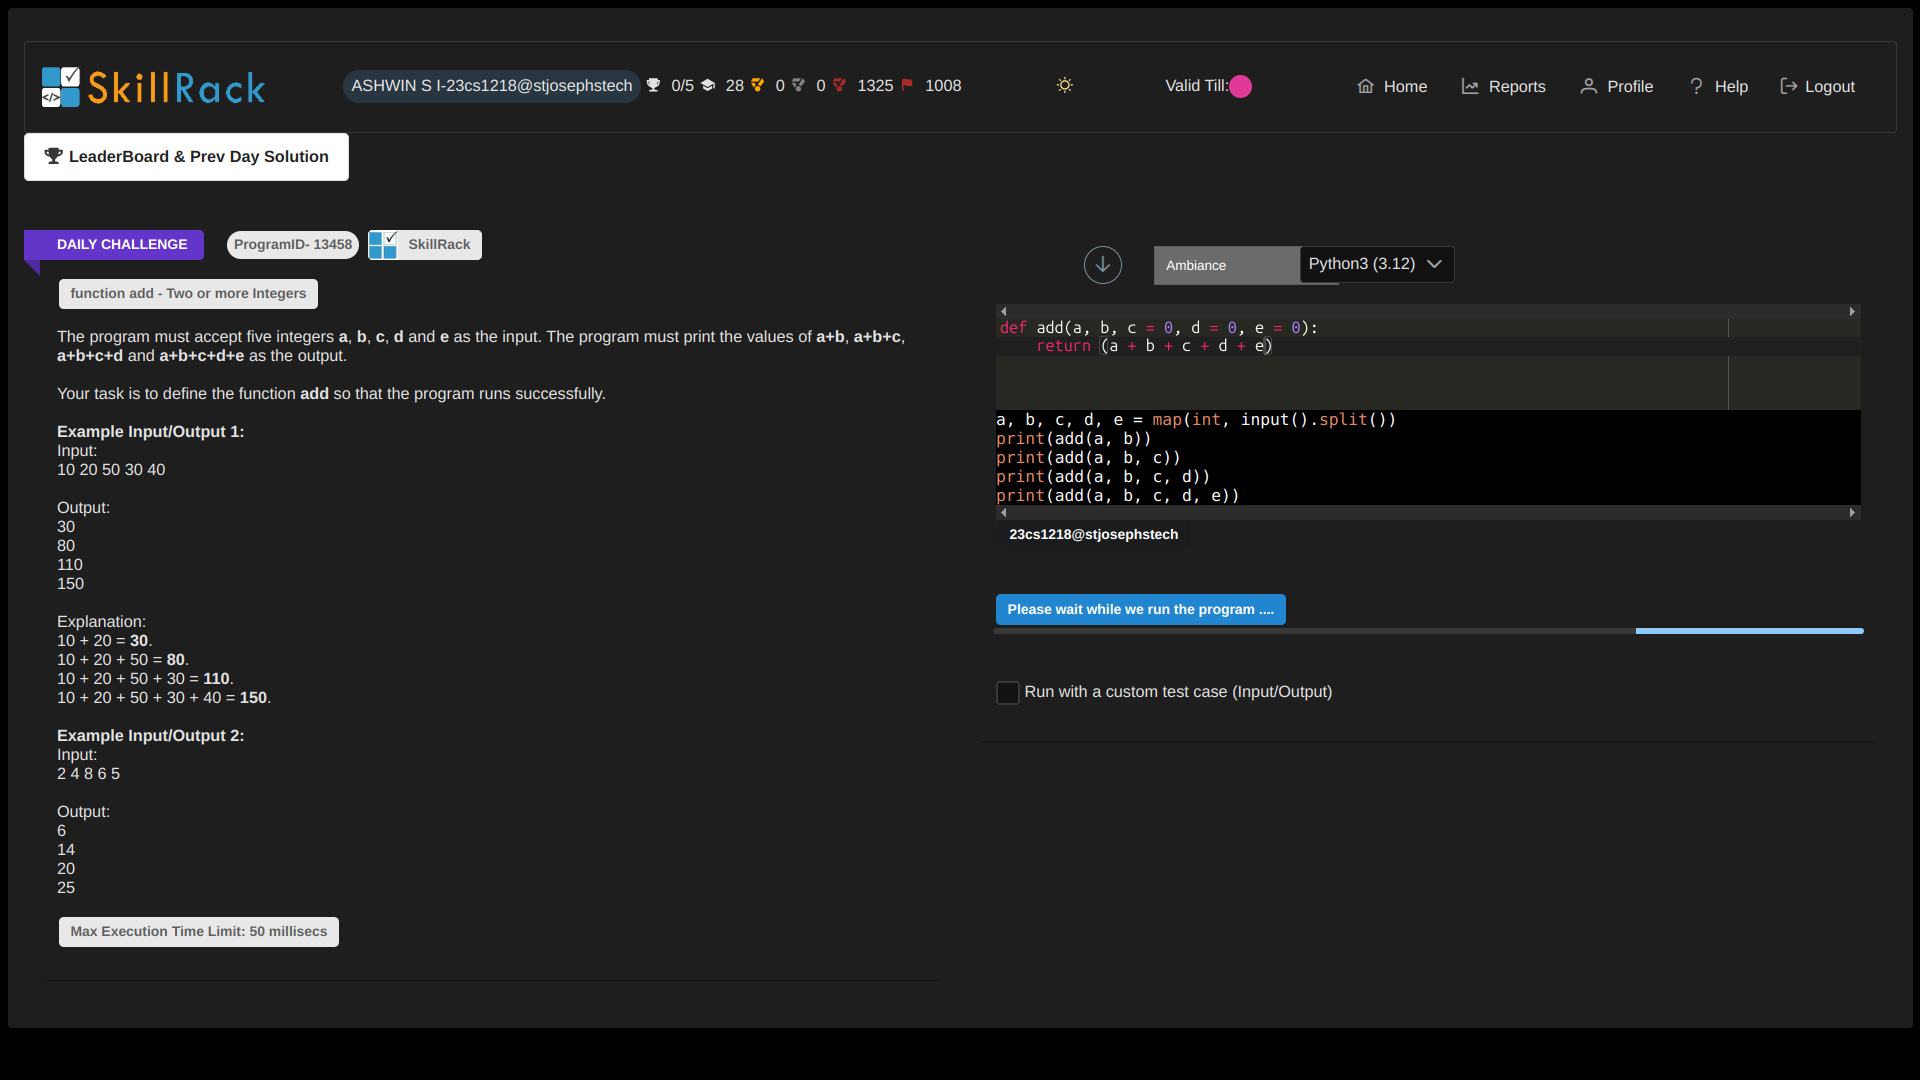 SkillRack
ASHWIN S I-23cs1218@stjosephstech 0/5 28 0 0 1325 1008
Valid Till:
Home Reports Profile Help Logout
LeaderBoard & Prev Day Solution
DAILY CHALLENGE ProgramID- 13458 SkillRack
function add - Two or more Integers
The program must accept five integers a, b, c, d and e as the input. The program must print the values of a+b, a+b+c,
a+b+c+d and a+b+c+d+e as the output.
Your task is to define the function add so that the program runs successfully.
Example Input/Output 1:
Input:
10 20 50 30 40
Output:
30
80
110
150
Explanation:
10 + 20 = 30.
10 + 20 + 50 = 80.
10 + 20 + 50 + 30 = 110.
10 + 20 + 50 + 30 + 40 = 150.
Example Input/Output 2:
Input:
2 4 8 6 5
Output:
6
14
20
25
Max Execution Time Limit: 50 millisecs
Ambiance Python3 (3.12)
def add(a, b, c = 0, d = 0, e = 0):
    return (a + b + c + d + e)
a, b, c, d, e = map(int, input().split())
print(add(a, b))
print(add(a, b, c))
print(add(a, b, c, d))
print(add(a, b, c, d, e))
23cs1218@stjosephstech
Please wait while we run the program ....
Run with a custom test case (Input/Output)